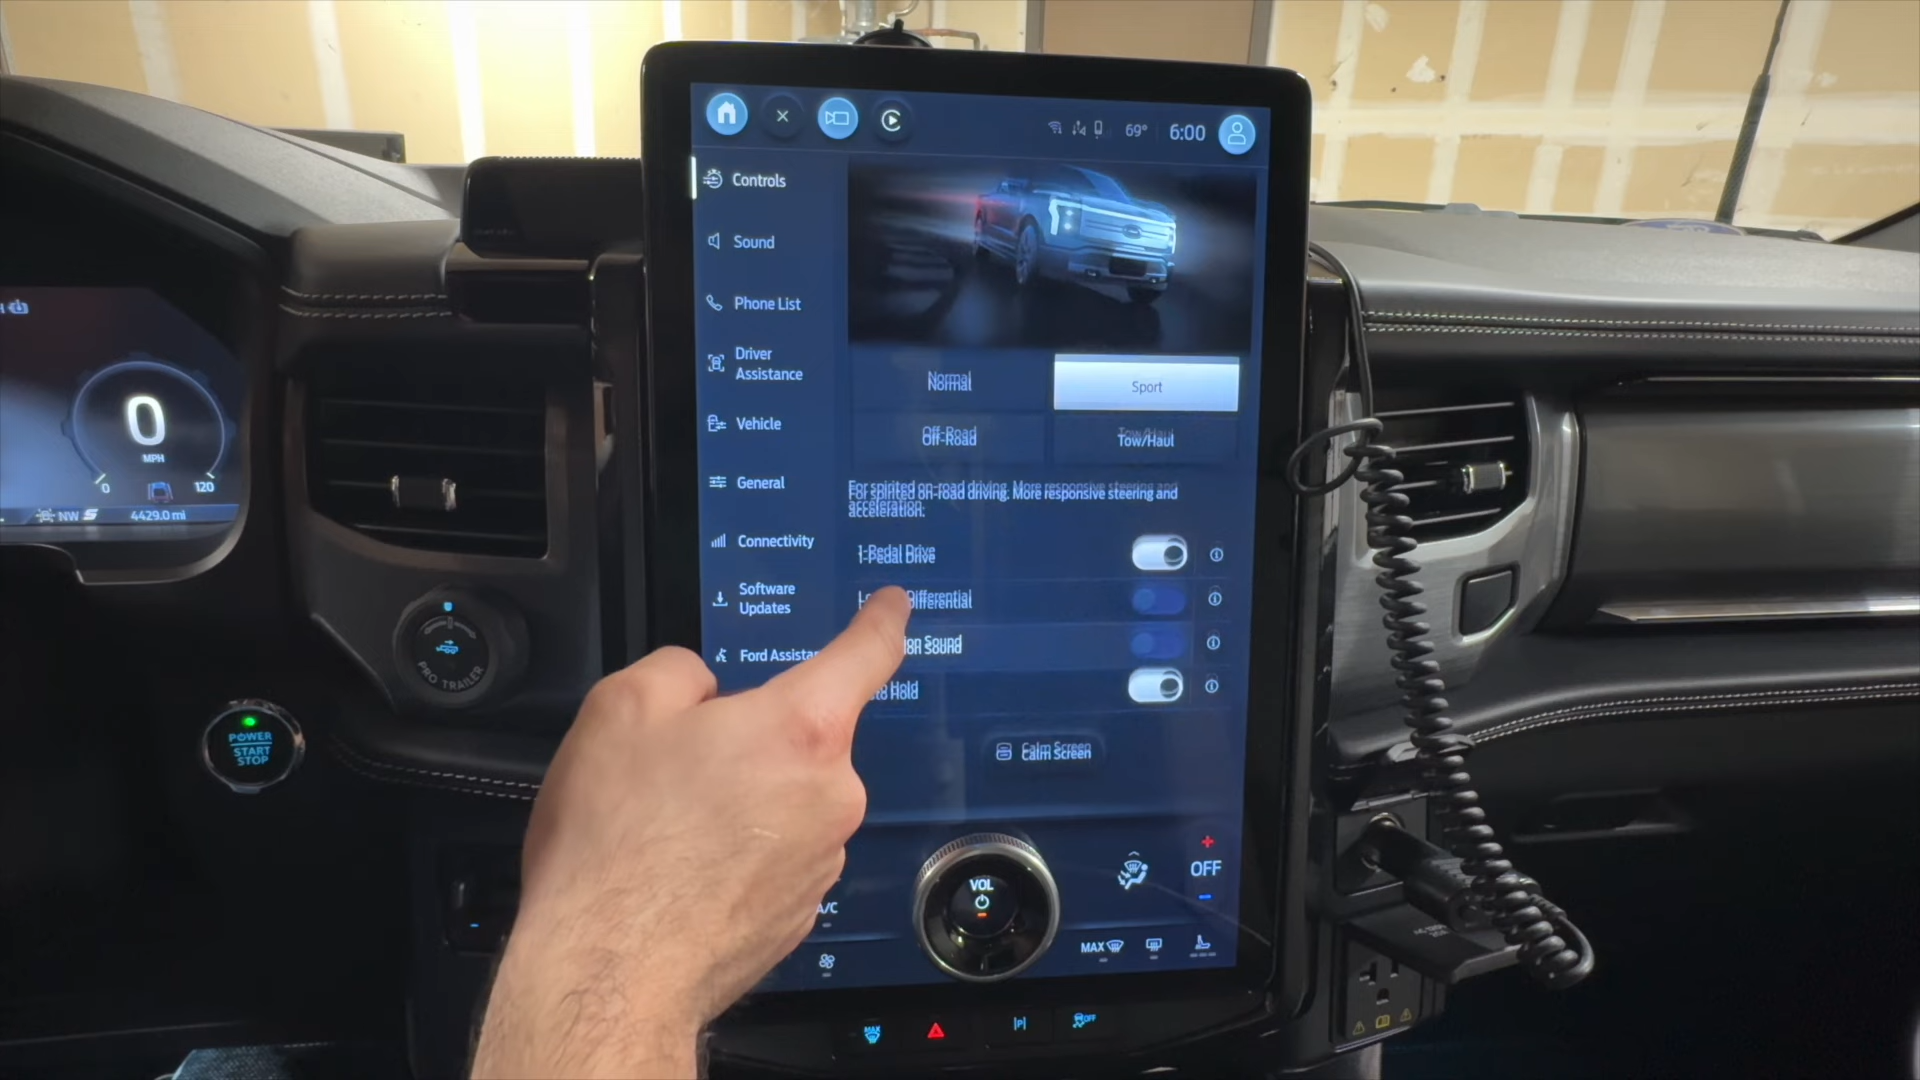 69° 6:00
Controls
Sound
Phone List
Driver
Assistance
Vehicle
General
Connectivity
Software
Updates
Ford
Normal
Sport
Off-Road
Tow/Haul
For spirited on-road driving. More responsive steering and
acceleration.
1-Pedal Drive
Differential
Sound
Hold
Calm Screen
VOL
OFF
A/C
MAX
MAX
OFF
0
MPH
0 120
NW 4429.0 mi
PRO TRAILER
POWER
START
STOP